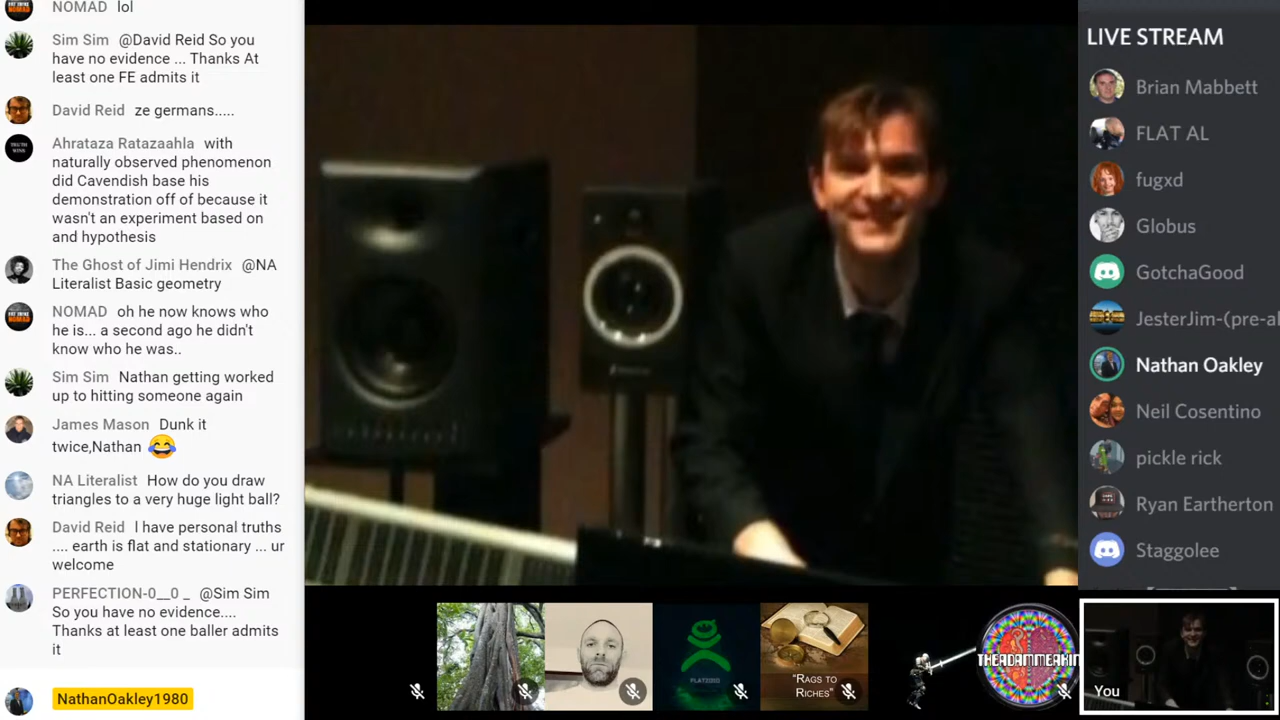 NOMAD lol
Sim Sim @David Reid So you
have no evidence ... Thanks At
least one FE admits it
David Reid ze germans.....
Ahrataza Ratazaahla with
naturally observed phenomenon
did Cavendish base his
demonstration off of because it
wasn't an experiment based on
and hypothesis
The Ghost of Jimi Hendrix @NA
Literalist Basic geometry
NOMAD oh he now knows who
he is... a second ago he didn't
know who he was..
Sim Sim Nathan getting worked
up to hitting someone again
James Mason Dunk it
twice,Nathan 😂
NA Literalist How do you draw
triangles to a very huge light ball?
David Reid I have personal truths
.... earth is flat and stationary ... ur
welcome
PERFECTION-0__0 _ @Sim Sim
So you have no evidence....
Thanks at least one baller admits
it
NathanOakley1980
LIVE STREAM
Brian Mabbett
FLAT AL
fugxd
Globus
GotchaGood
JesterJim-(pre-al
Nathan Oakley
Neil Cosentino
pickle rick
Ryan Eartherton
Staggolee
"RAGS TO
RICHES"
THEADAMMEAKIN
You